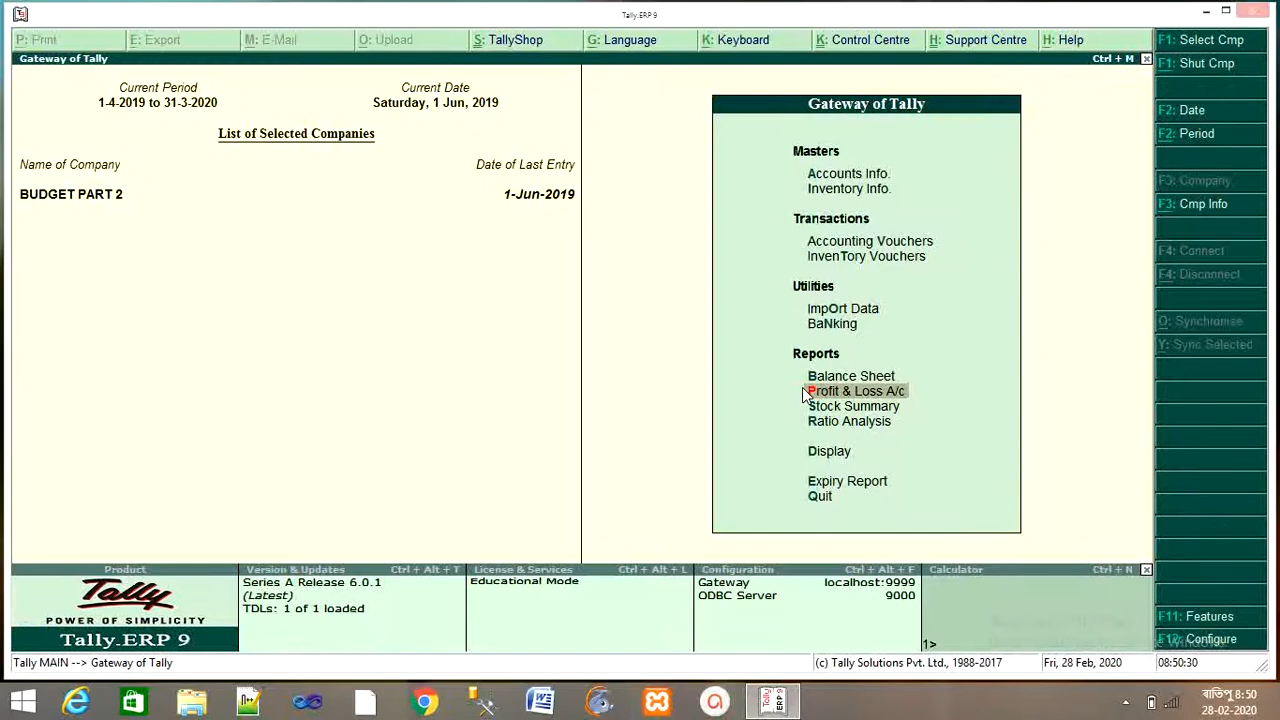 Tally.ERP 9
P: Print E: Export M: E-Mail O: Upload S: TallyShop G: Language K: Keyboard K: Control Centre H: Support Centre H: Help
Gateway of Tally Ctrl + M
Current Period Current Date
1-4-2019 to 31-3-2020 Saturday, 1 Jun, 2019
List of Selected Companies
Name of Company Date of Last Entry
BUDGET PART 2 1-Jun-2019
Gateway of Tally
Masters
Accounts Info.
Inventory Info.
Transactions
Accounting Vouchers
InvenTory Vouchers
Utilities
ImpOrt Data
BaNking
Reports
Balance Sheet
Profit & Loss A/c
Stock Summary
Ratio Analysis
Display
Expiry Report
Quit
F1: Select Cmp
F1: Shut Cmp
F2: Date
F2: Period
F3: Company
F3: Cmp Info
F4: Connect
F4: Disconnect
O: Synchronise
Y: Sync Selected
F11: Features
F12: Configure
Product
Tally
POWER OF SIMPLICITY
Tally.ERP 9
Version & Updates Ctrl + Alt + T
Series A Release 6.0.1
(Latest)
TDLs: 1 of 1 loaded
License & Services Ctrl + Alt + L
Educational Mode
Configuration Ctrl + Alt + F
Gateway localhost:9999
ODBC Server 9000
Calculator Ctrl + N
1>
Tally MAIN --> Gateway of Tally (c) Tally Solutions Pvt. Ltd., 1988-2017 Fri, 28 Feb, 2020 08:50:30
8:50
28-02-2020